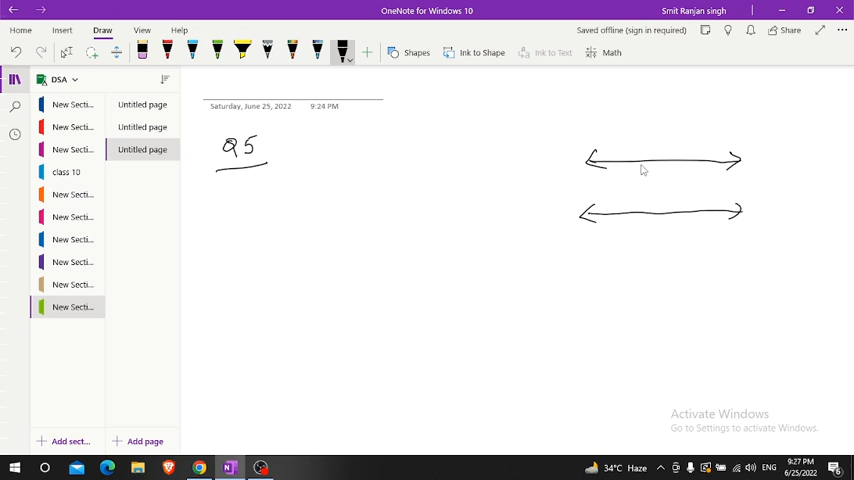 OneNote for Windows 10
Smit Ranjan singh
Home Insert Draw View Help
Saved offline (sign in required)
Share
Shapes
Ink to Shape
Ink to Text
Math
DSA
New Secti...
New Secti...
New Secti...
class 10
New Secti...
New Secti...
New Secti...
New Secti...
New Secti...
New Secti...
Untitled page
Untitled page
Untitled page
Saturday, June 25, 2022 9:24 PM
Q5
Activate Windows
Go to Settings to activate Windows.
Add sect...
Add page
34°C Haze
ENG
9:27 PM
6/25/2022
6